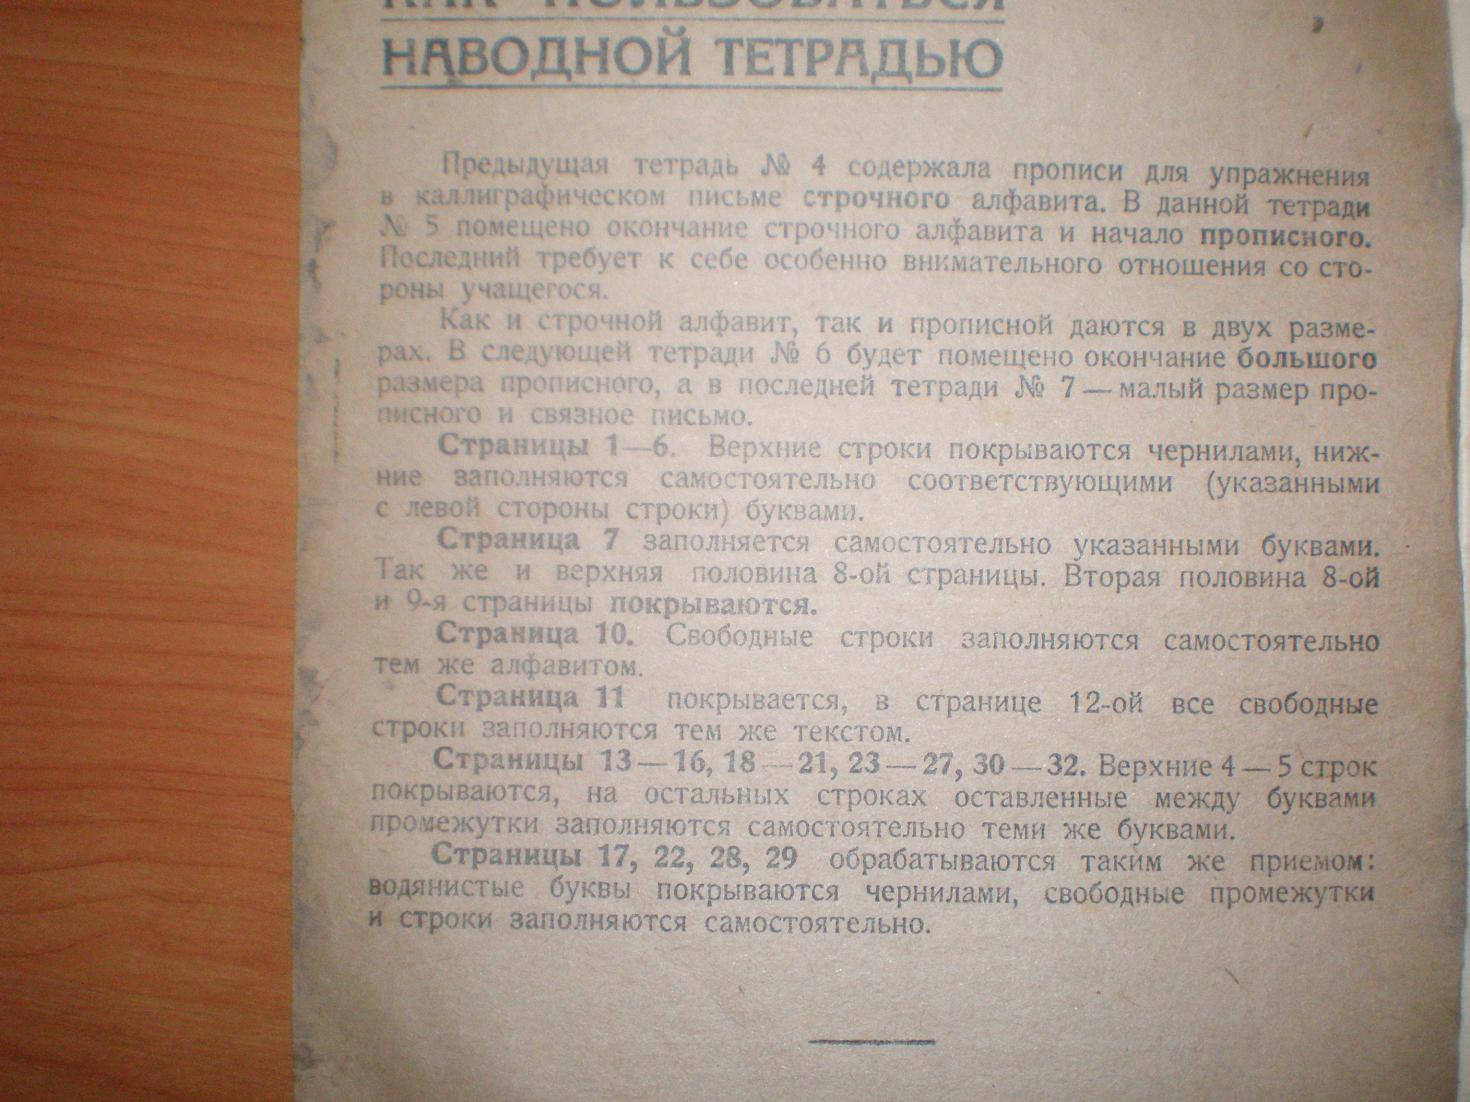 КАК ПОЛЬЗОВАТЬСЯ
НАВОДНОЙ ТЕТРАДЬЮ
Предыдущая тетрадь № 4 содержала прописи для упражнения
в каллиграфическом письме строчного алфавита. В данной тетради
№ 5 помещено окончание строчного алфавита и начало прописного.
Последний требует к себе особенно внимательного отношения со сто-
роны учащегося.
Как и строчной алфавит, так и прописной даются в двух разме-
рах. В следующей тетради № 6 будет помещено окончание большого
размера прописного, а в последней тетради № 7 — малый размер про-
писного и связное письмо.
Страницы 1—6. Верхние строки покрываются чернилами, ниж-
ние заполняются самостоятельно соответствующими (указанными
с левой стороны строки) буквами.
Страница 7 заполняется самостоятельно указанными буквами.
Так же и верхняя половина 8-ой страницы. Вторая половина 8-ой
и 9-я страницы покрываются.
Страница 10. Свободные строки заполняются самостоятельно
тем же алфавитом.
Страница 11 покрывается, в странице 12-ой все свободные
строки заполняются тем же текстом.
Страницы 13—16, 18—21, 23—27, 30—32. Верхние 4—5 строк
покрываются, на остальных строках оставленные между буквами
промежутки заполняются самостоятельно теми же буквами.
Страницы 17, 22, 28, 29 обрабатываются таким же приемом:
водянистые буквы покрываются чернилами, свободные промежутки
и строки заполняются самостоятельно.